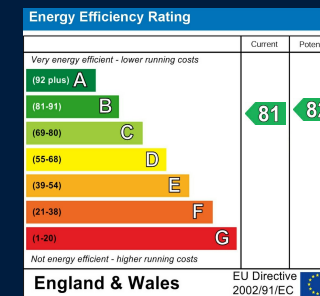 Energy Efficiency Rating
Current
Very energy efficient - lower running costs
(92 plus) A
(81-91) B
81
(69-80) C
(55-68) D
(39-54) E
(21-38) F
(1-20) G
Not energy efficient - higher running costs
England & Wales
EU Directive
2002/91/EC